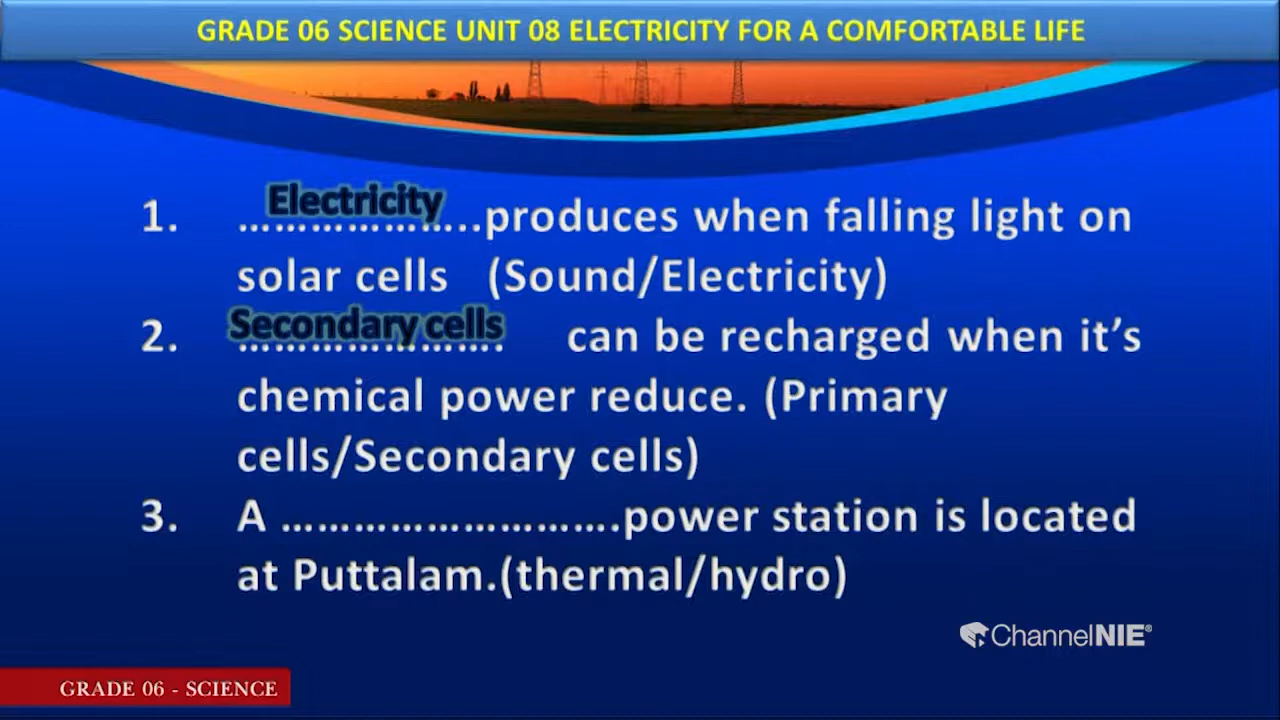 GRADE 06 SCIENCE UNIT 08 ELECTRICITY FOR A COMFORTABLE LIFE
1. Electricity ………………..produces when falling light on
solar cells (Sound/Electricity)
2. Secondary cells …………………. can be recharged when it’s
chemical power reduce. (Primary
cells/Secondary cells)
3. A ……………………….power station is located
at Puttalam.(thermal/hydro)
ChannelNIE®
GRADE 06 - SCIENCE